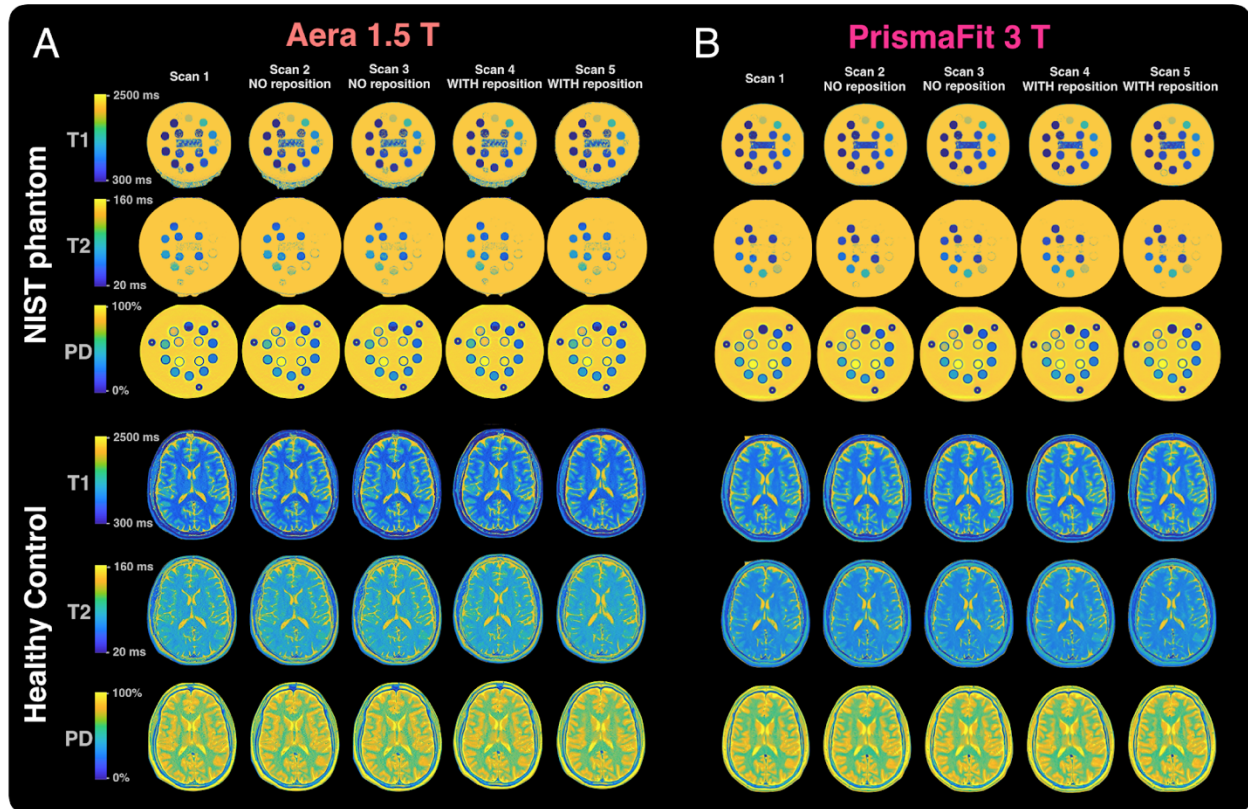 A
Aera 1.5 T
Scan 1
Scan 2
NO reposition
Scan 3
NO reposition
Scan 4
WITH reposition
Scan 5
WITH reposition
B
PrismaFit 3 T
Scan 1
Scan 2
NO reposition
Scan 3
NO reposition
Scan 4
WITH reposition
Scan 5
WITH reposition
NIST phantom
T1
2500 ms
300 ms
T2
160 ms
20 ms
PD
100%
0%
Healthy Control
T1
2500 ms
300 ms
T2
160 ms
20 ms
PD
100%
0%